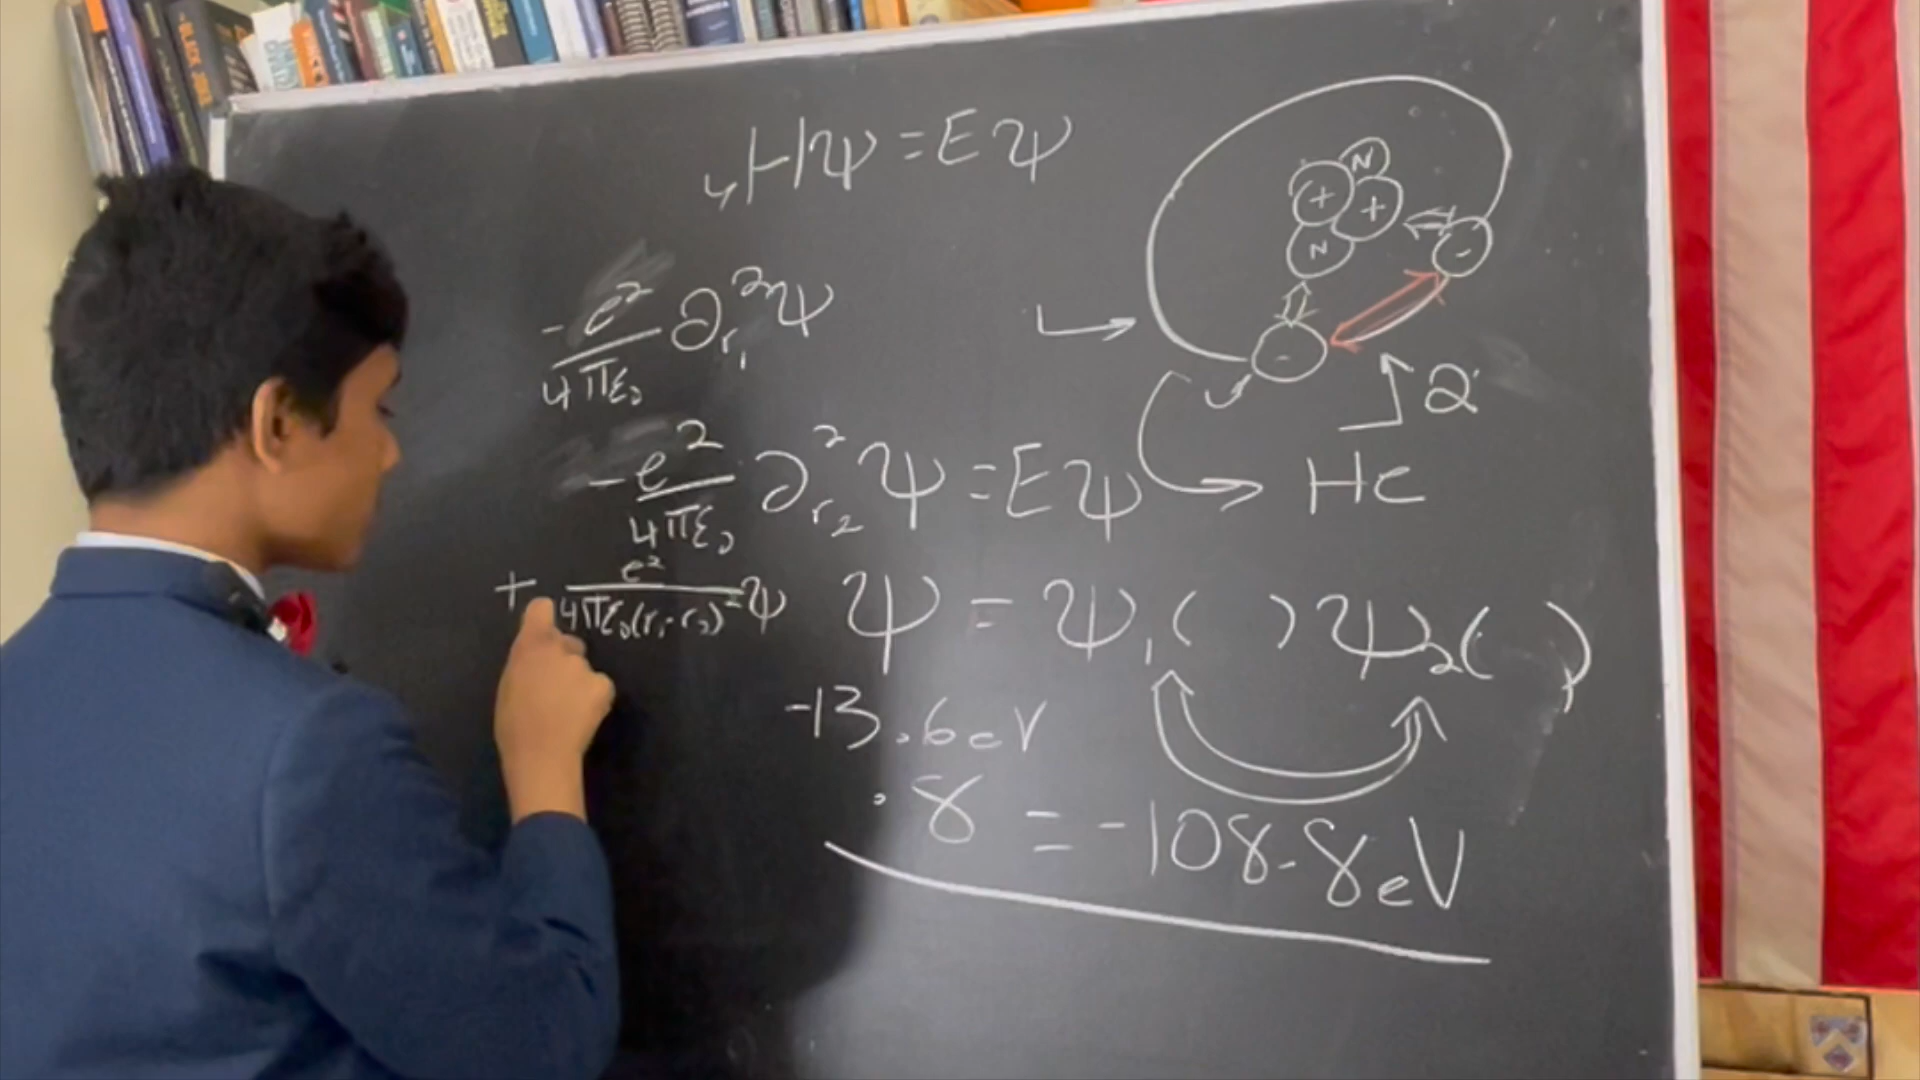 ↳ Hψ = Eψ
-e²/4πε₀ ∂²r₁ψ
-e²/4πε₀ ∂²r₂ψ = Eψ
+ e²/4πε₀(r₁-r₂)² ψ
ψ = ψ₁( )ψ₂( )
-13.6eV
·8 = -108.8eV
N
+
+
N
-
-
2
He